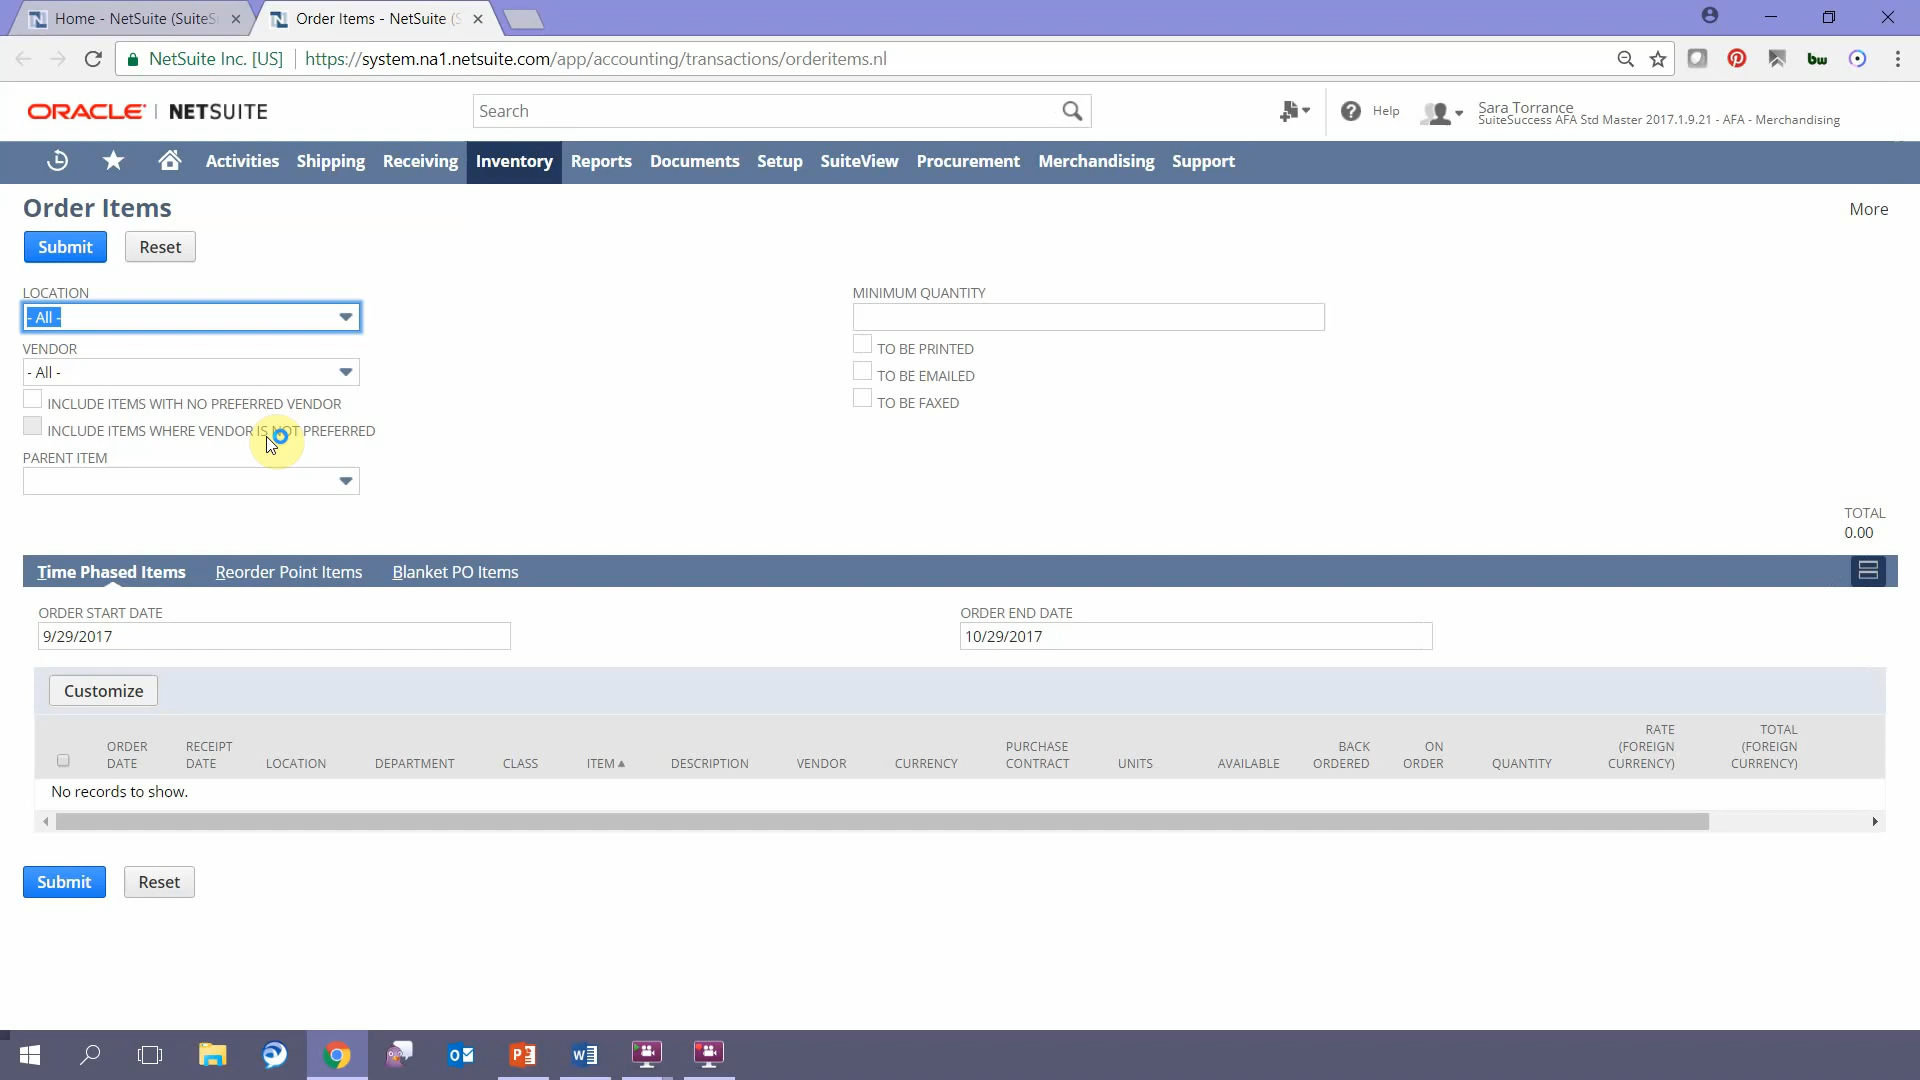 Home - NetSuite (SuiteS
Order Items - NetSuite (S
NetSuite Inc. [US]
https://system.na1.netsuite.com/app/accounting/transactions/orderitems.nl
bw
ORACLE | NETSUITE
Search
Help
Sara Torrance
SuiteSuccess AFA Std Master 2017.1.9.21 - AFA - Merchandising
Activities Shipping Receiving Inventory Reports Documents Setup SuiteView Procurement Merchandising Support
Order Items
More
Submit Reset
LOCATION
- All -
VENDOR
- All -
INCLUDE ITEMS WITH NO PREFERRED VENDOR
INCLUDE ITEMS WHERE VENDOR IS NOT PREFERRED
PARENT ITEM
MINIMUM QUANTITY
TO BE PRINTED
TO BE EMAILED
TO BE FAXED
TOTAL
0.00
Time Phased Items Reorder Point Items Blanket PO Items
ORDER START DATE
9/29/2017
ORDER END DATE
10/29/2017
Customize
ORDER DATE
RECEIPT DATE
LOCATION
DEPARTMENT
CLASS
ITEM
DESCRIPTION
VENDOR
CURRENCY
PURCHASE CONTRACT
UNITS
AVAILABLE
BACK ORDERED
ON ORDER
QUANTITY
RATE (FOREIGN CURRENCY)
TOTAL (FOREIGN CURRENCY)
No records to show.
Submit Reset